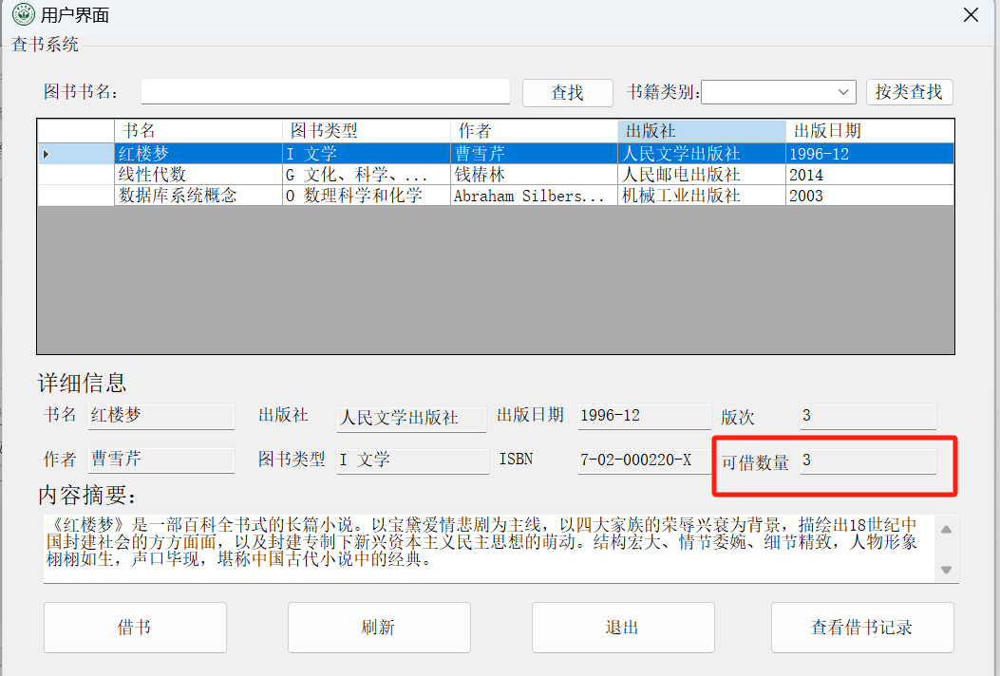 用户界面
查书系统
图书书名： 查找 书籍类别: 按类查找
书名 图书类型 作者 出版社 出版日期
红楼梦 I 文学 曹雪芹 人民文学出版社 1996-12
线性代数 G 文化、科学、... 钱椿林 人民邮电出版社 2014
数据库系统概念 O 数理科学和化学 Abraham Silbers... 机械工业出版社 2003
详细信息
书名 红楼梦 出版社 人民文学出版社 出版日期 1996-12 版次 3
作者 曹雪芹 图书类型 I 文学 ISBN 7-02-000220-X 可借数量 3
内容摘要：
《红楼梦》是一部百科全书式的长篇小说。以宝黛爱情悲剧为主线，以四大家族的荣辱兴衰为背景，描绘出18世纪中
国封建社会的方方面面，以及封建专制下新兴资本主义民主思想的萌动。结构宏大、情节委婉、细节精致，人物形象
栩栩如生，声口毕现，堪称中国古代小说中的经典。
借书 刷新 退出 查看借书记录